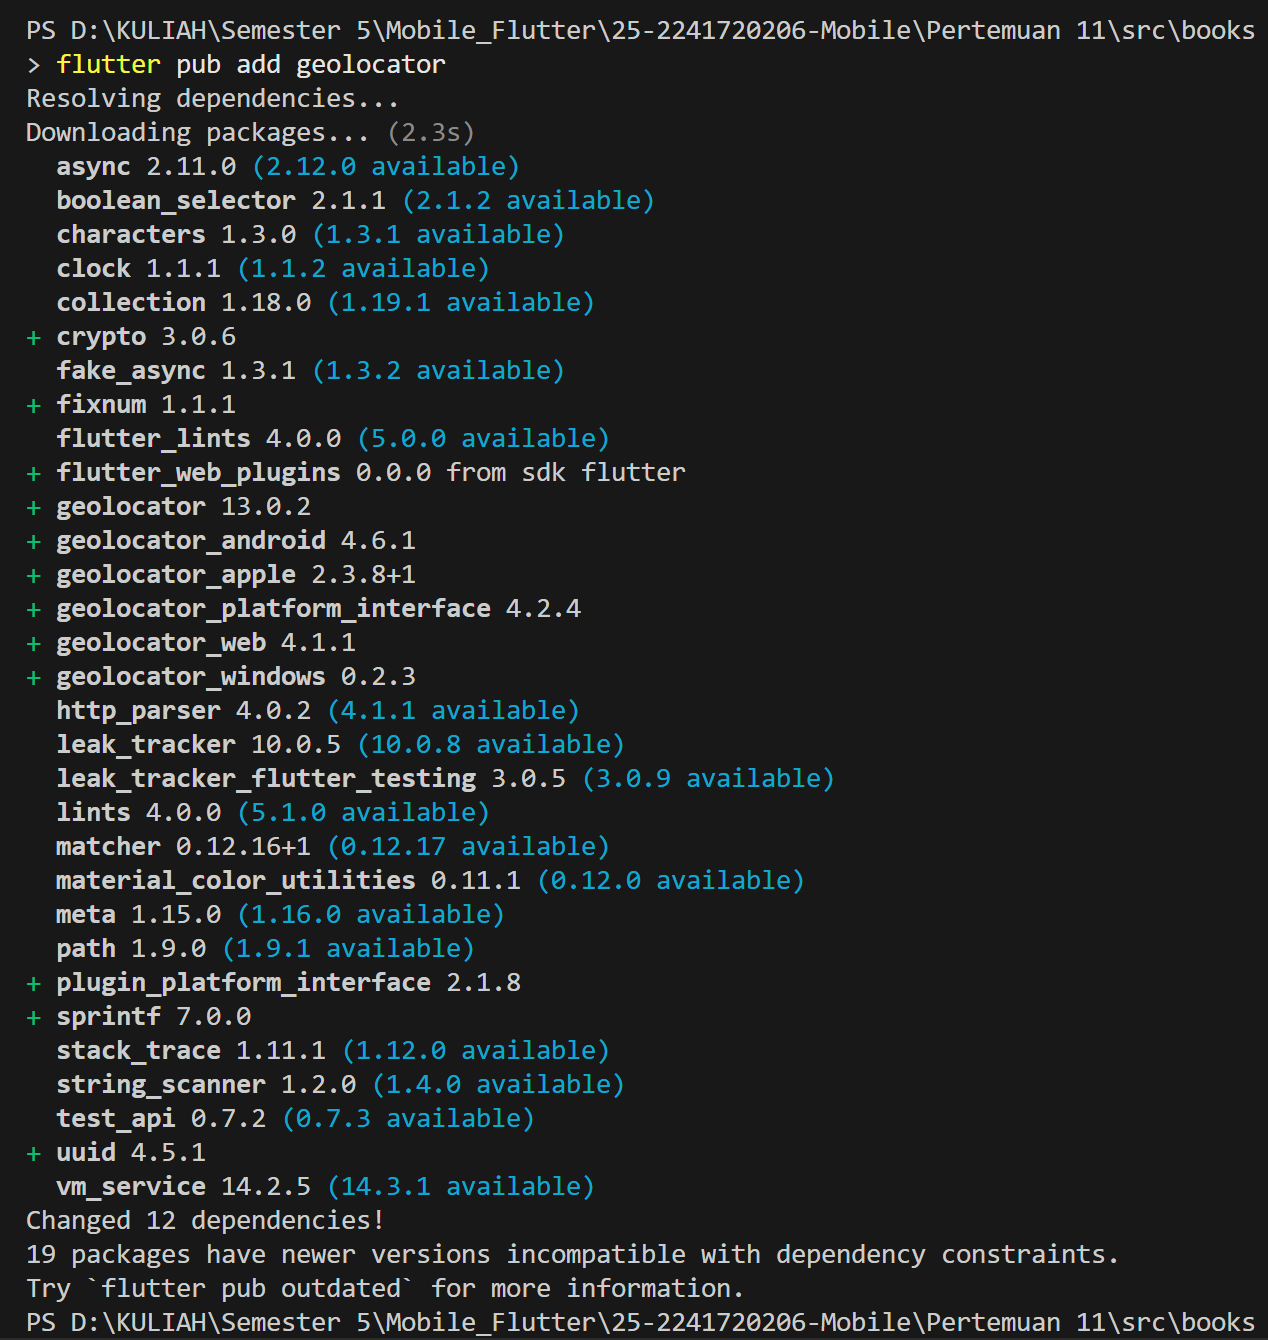 PS D:\KULIAH\Semester 5\Mobile_Flutter\25-2241720206-Mobile\Pertemuan 11\src\books
> flutter pub add geolocator
Resolving dependencies...
Downloading packages... (2.3s)
  async 2.11.0 (2.12.0 available)
  boolean_selector 2.1.1 (2.1.2 available)
  characters 1.3.0 (1.3.1 available)
  clock 1.1.1 (1.1.2 available)
  collection 1.18.0 (1.19.1 available)
+ crypto 3.0.6
  fake_async 1.3.1 (1.3.2 available)
+ fixnum 1.1.1
  flutter_lints 4.0.0 (5.0.0 available)
+ flutter_web_plugins 0.0.0 from sdk flutter
+ geolocator 13.0.2
+ geolocator_android 4.6.1
+ geolocator_apple 2.3.8+1
+ geolocator_platform_interface 4.2.4
+ geolocator_web 4.1.1
+ geolocator_windows 0.2.3
  http_parser 4.0.2 (4.1.1 available)
  leak_tracker 10.0.5 (10.0.8 available)
  leak_tracker_flutter_testing 3.0.5 (3.0.9 available)
  lints 4.0.0 (5.1.0 available)
  matcher 0.12.16+1 (0.12.17 available)
  material_color_utilities 0.11.1 (0.12.0 available)
  meta 1.15.0 (1.16.0 available)
  path 1.9.0 (1.9.1 available)
+ plugin_platform_interface 2.1.8
+ sprintf 7.0.0
  stack_trace 1.11.1 (1.12.0 available)
  string_scanner 1.2.0 (1.4.0 available)
  test_api 0.7.2 (0.7.3 available)
+ uuid 4.5.1
  vm_service 14.2.5 (14.3.1 available)
Changed 12 dependencies!
19 packages have newer versions incompatible with dependency constraints.
Try `flutter pub outdated` for more information.
PS D:\KULIAH\Semester 5\Mobile_Flutter\25-2241720206-Mobile\Pertemuan 11\src\books